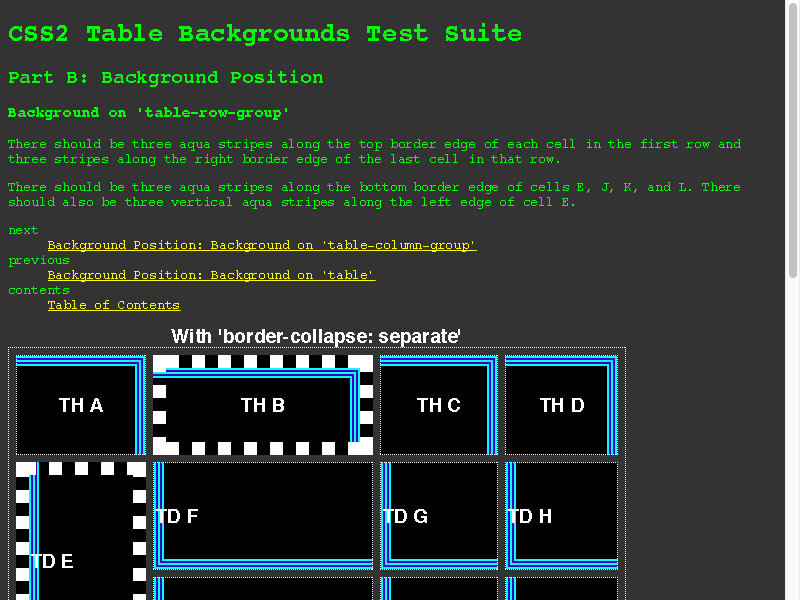 CSS2 Table Backgrounds Test Suite
Part B: Background Position
Background on 'table-row-group'
There should be three aqua stripes along the top border edge of each cell in the first row and
three stripes along the right border edge of the last cell in that row.
There should be three aqua stripes along the bottom border edge of cells E, J, K, and L. There
should also be three vertical aqua stripes along the left edge of cell E.
next
Background Position: Background on 'table-column-group'
previous
Background Position: Background on 'table'
contents
Table of Contents
With 'border-collapse: separate'
TH A TH B TH C TH D
TD F TD G TD H
TD E